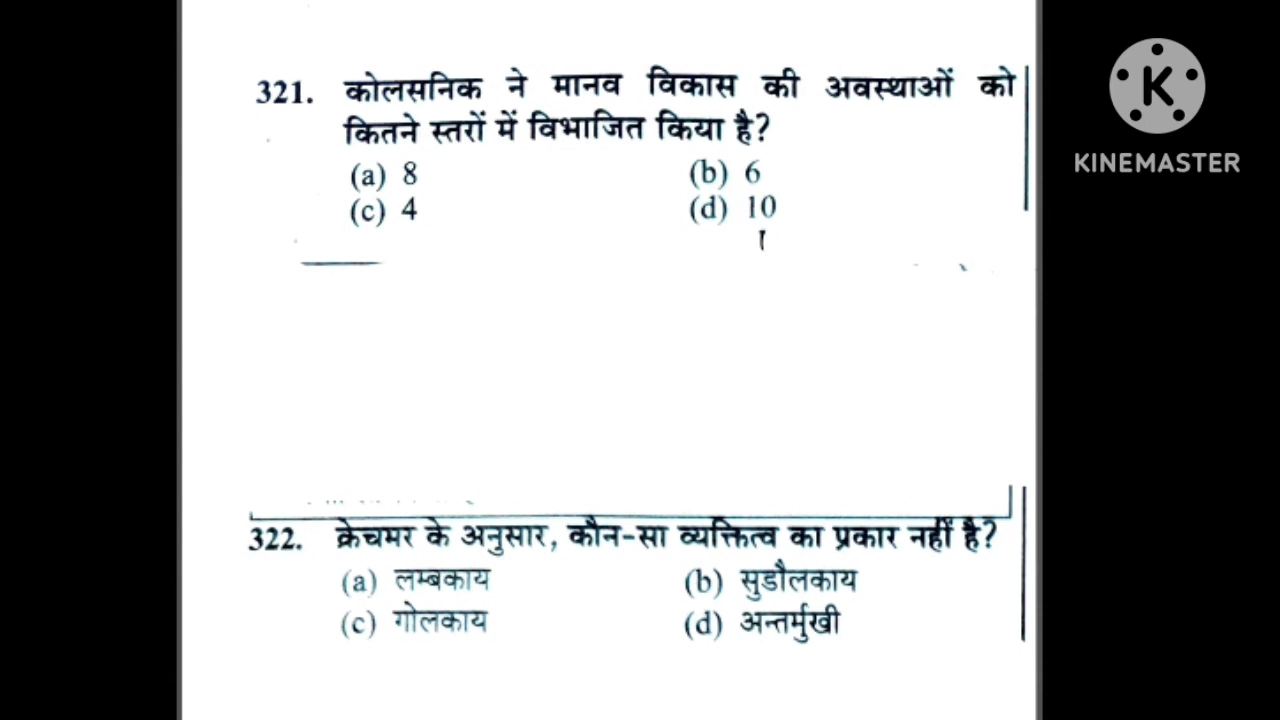 321. कोलसनिक ने मानव विकास की अवस्थाओं को
कितने स्तरों में विभाजित किया है?
(a) 8 (b) 6
(c) 4 (d) 10
K
KINEMASTER
322. क्रेचमर के अनुसार, कौन-सा व्यक्तित्व का प्रकार नहीं है?
(a) लम्बकाय (b) सुडौलकाय
(c) गोलकाय (d) अन्तर्मुखी